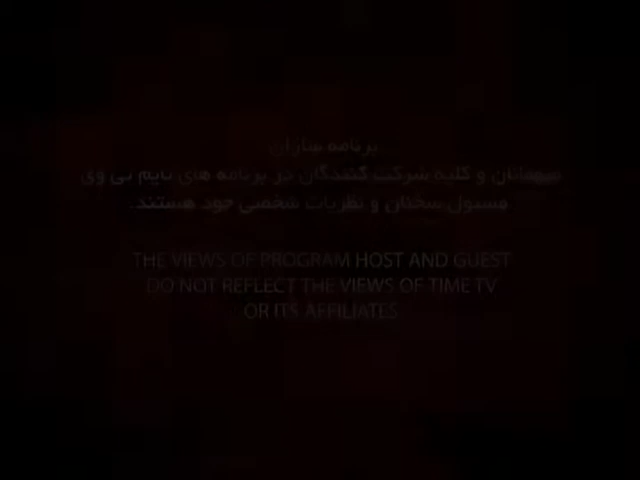 برنامه سازان
میهمانان و کلیه شرکت کنندگان در برنامه های تایم تی وی
مسئول سخنان و نظریات شخصی خود هستند.
THE VIEWS OF PROGRAM HOST AND GUEST
DO NOT REFLECT THE VIEWS OF TIME TV
OR ITS AFFILIATES